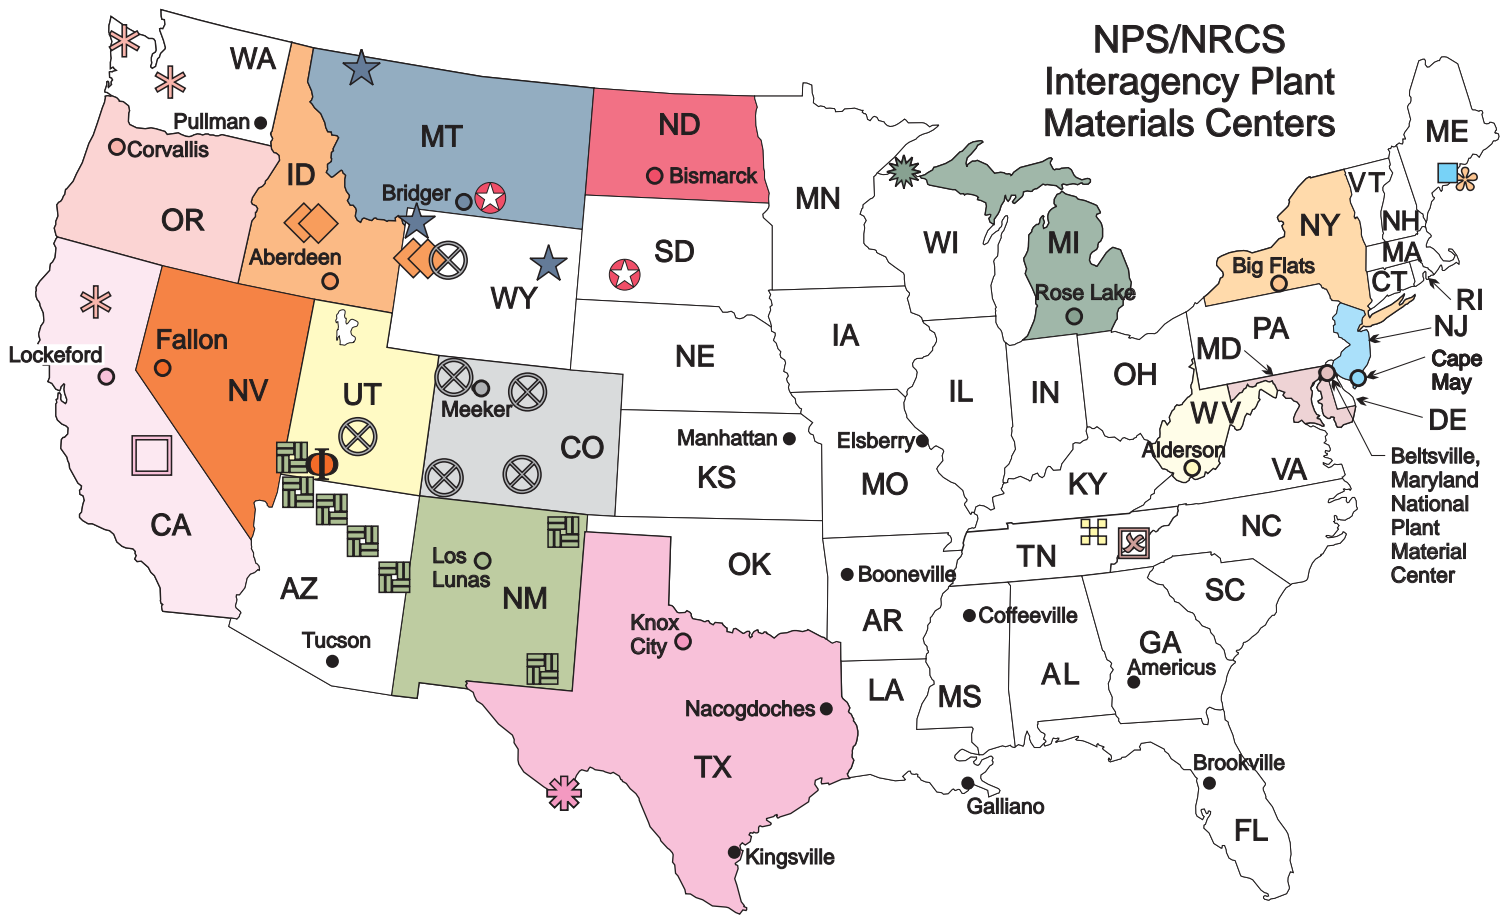 NPS/NRCS
Interagency Plant
Materials Centers
WA
Pullman
Corvallis
OR
ID
Aberdeen
MT
Bridger
ND
Bismarck
MN
WI
MI
Rose Lake
ME
VT
NH
NY
MA
Big Flats
CT
RI
SD
WY
Lockeford
Fallon
NV
UT
Meeker
CO
NE
IA
IL
IN
OH
PA
MD
NJ
Cape
May
DE
WV
Alderson
Beltsville,
Maryland
National
Plant
Material
Center
VA
KY
Manhattan
KS
Elsberry
MO
CA
AZ
Tucson
Los
Lunas
NM
OK
Booneville
AR
TN
NC
SC
Coffeeville
GA
Americus
AL
MS
LA
Knox
City
Nacogdoches
TX
Kingsville
Galliano
Brookville
FL
Φ